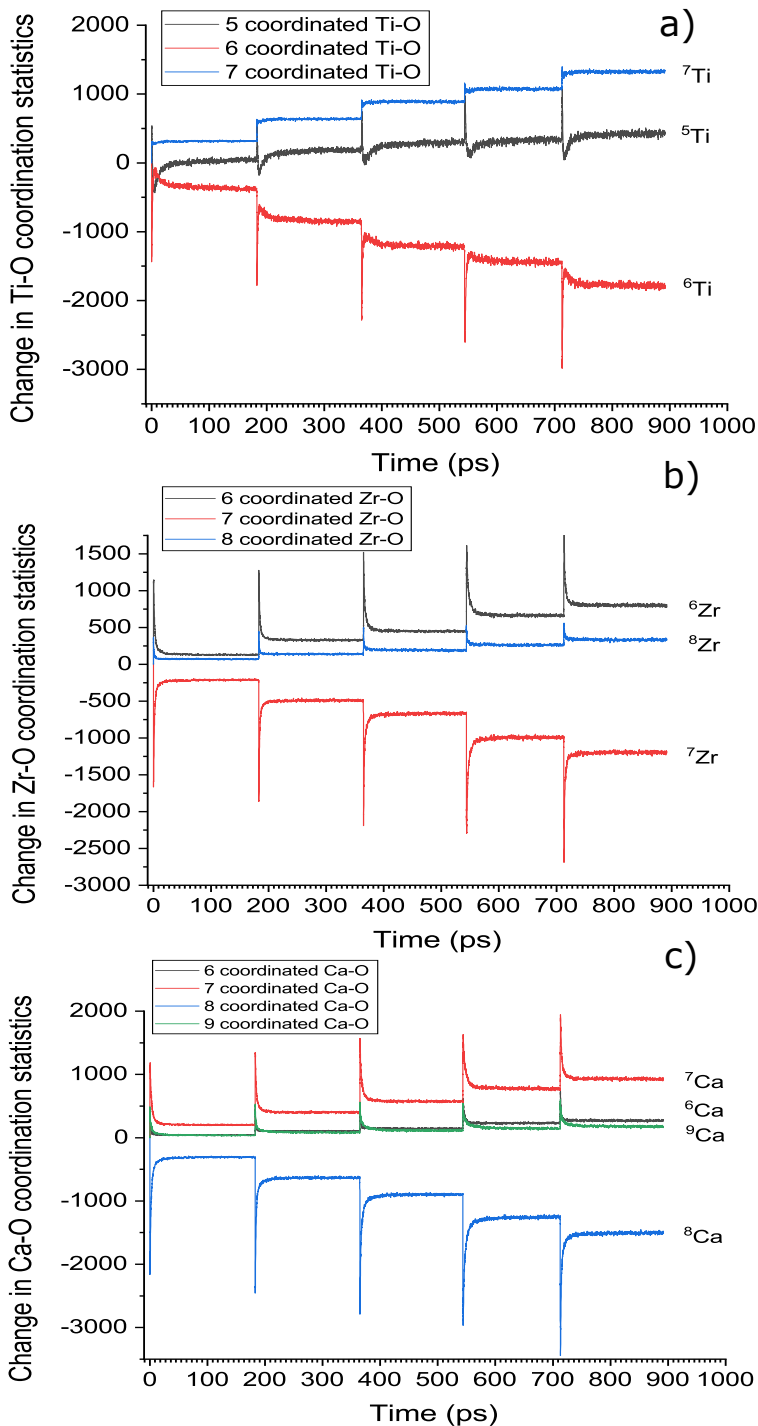 a)
5 coordinated Ti-O
6 coordinated Ti-O
7 coordinated Ti-O
2000
1000
0
-1000
-2000
-3000
Change in Ti-O coordination statistics
⁷Ti
⁵Ti
⁶Ti
0 100 200 300 400 500 600 700 800 900 1000
Time (ps)
b)
6 coordinated Zr-O
7 coordinated Zr-O
8 coordinated Zr-O
1500
1000
500
0
-500
-1000
-1500
-2000
-2500
-3000
Change in Zr-O coordination statistics
⁶Zr
⁸Zr
⁷Zr
0 100 200 300 400 500 600 700 800 900 1000
Time (ps)
c)
6 coordinated Ca-O
7 coordinated Ca-O
8 coordinated Ca-O
9 coordinated Ca-O
2000
1000
0
-1000
-2000
-3000
Change in Ca-O coordination statistics
⁷Ca
⁶Ca
⁹Ca
⁸Ca
0 100 200 300 400 500 600 700 800 900 1000
Time (ps)